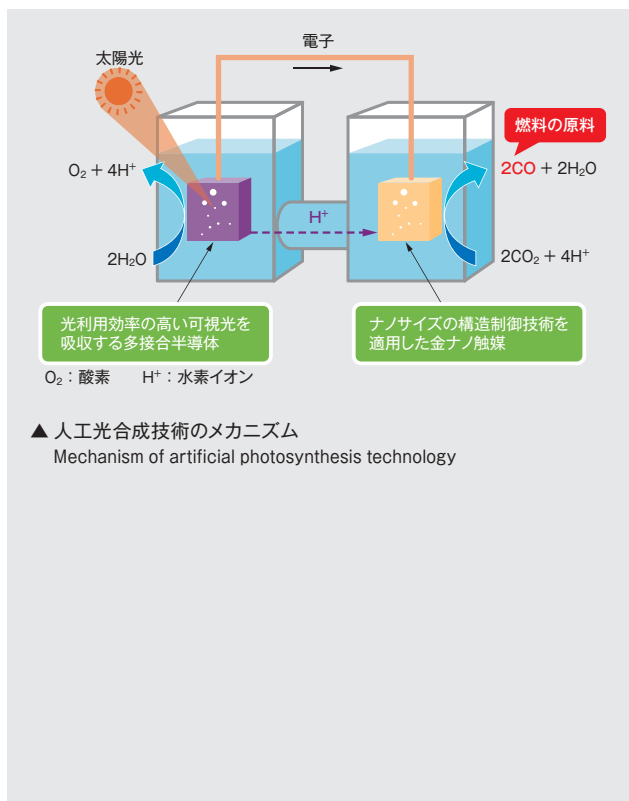 電子
太陽光
燃料の原料
O₂ + 4H⁺
2CO + 2H₂O
H⁺
2H₂O
2CO₂ + 4H⁺
光利用効率の高い可視光を
吸収する多接合半導体
ナノサイズの構造制御技術を
適用した金ナノ触媒
O₂：酸素　H⁺：水素イオン
▲ 人工光合成技術のメカニズム
Mechanism of artificial photosynthesis technology